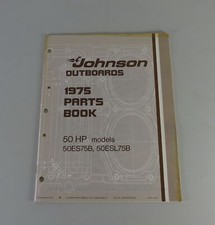 Johnson
OUTBOARDS
1975
PARTS
BOOK
50 HP models
50ES75B, 50ESL75B